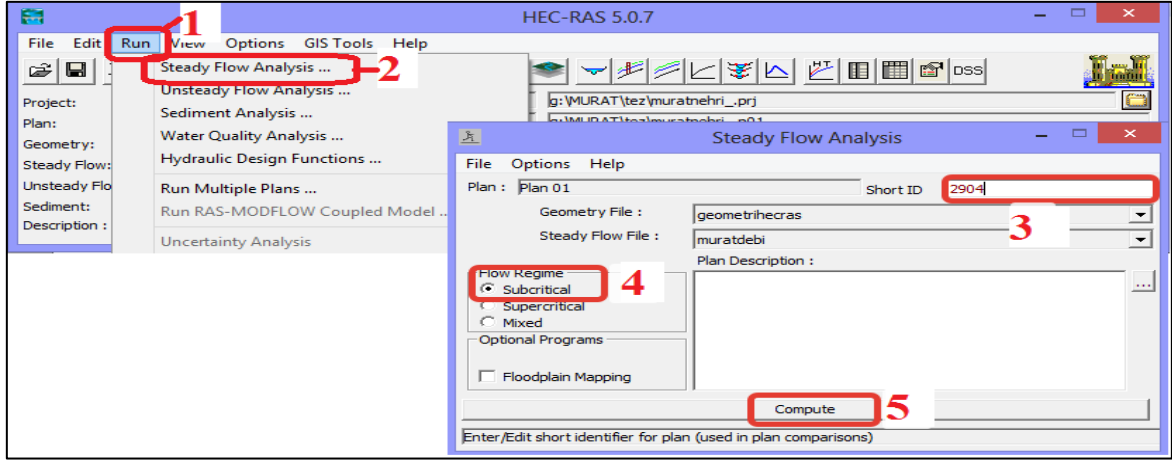 HEC-RAS 5.0.7
1
File Edit Run View Options GIS Tools Help
Steady Flow Analysis ... 2
Unsteady Flow Analysis ...
Sediment Analysis ...
Water Quality Analysis ...
Hydraulic Design Functions ...
Run Multiple Plans ...
Run RAS-MODFLOW Coupled Model ..
Uncertainty Analysis
DSS
Project: g:\MURAT\tez\muratnehri_.prj
Plan: g:\MURAT\tez\muratnehri_.p01
Geometry:
Steady Flow:
Unsteady Flo
Sediment:
Description :
Steady Flow Analysis
File Options Help
Plan : Plan 01 Short ID 2904
3
Geometry File : geometrihecras
Steady Flow File : muratdebi
Plan Description :
...
Flow Regime
Subcritical 4
Supercritical
Mixed
Optional Programs
Floodplain Mapping
Compute 5
Enter/Edit short identifier for plan (used in plan comparisons)